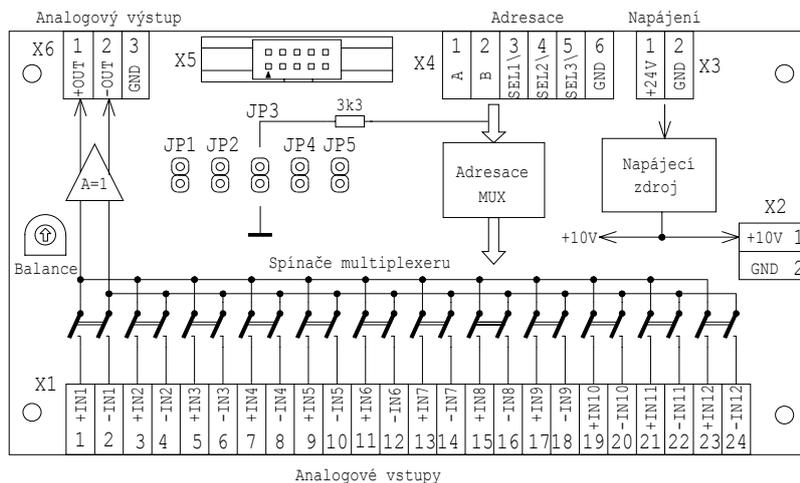 Analogový výstup
Adresace
Napájení
X6
1 2 3
+OUT -OUT GND
X5
X4
1 2 3 4 5 6
A B SEL1\ SEL2\ SEL3\ GND
1 2
+24V GND
X3
JP3
3k3
JP1 JP2 JP4 JP5
A=1
Adresace
MUX
Napájecí
zdroj
X2
+10V
+10V 1
GND 2
Balance
Spínače multiplexeru
X1
+IN1 -IN1 +IN2 -IN2 +IN3 -IN3 +IN4 -IN4 +IN5 -IN5 +IN6 -IN6 +IN7 -IN7 +IN8 -IN8 +IN9 -IN9 +IN10 -IN10 +IN11 -IN11 +IN12 -IN12
1 2 3 4 5 6 7 8 9 10 11 12 13 14 15 16 17 18 19 20 21 22 23 24
Analogové vstupy